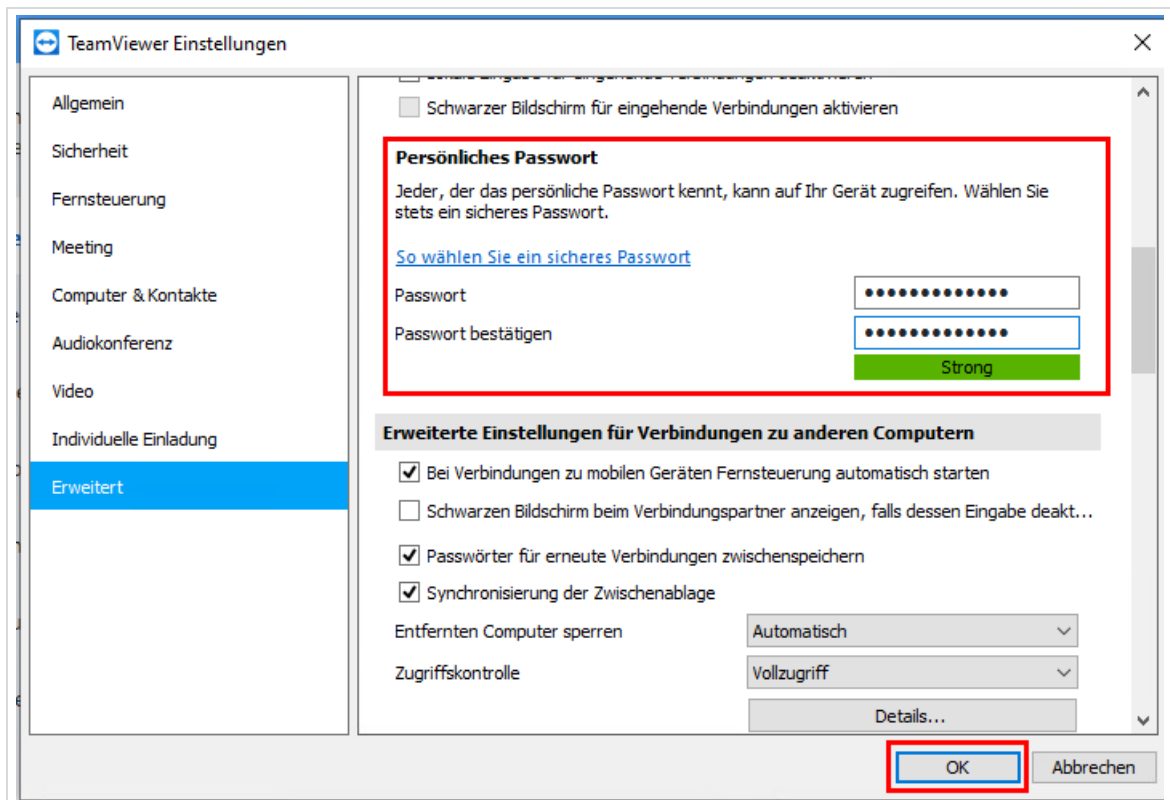 TeamViewer Einstellungen
Allgemein
Sicherheit
Fernsteuerung
Meeting
Computer & Kontakte
Audiokonferenz
Video
Individuelle Einladung
Erweitert
Schwarzer Bildschirm für eingehende Verbindungen aktivieren
Persönliches Passwort
Jeder, der das persönliche Passwort kennt, kann auf Ihr Gerät zugreifen. Wählen Sie
stets ein sicheres Passwort.
So wählen Sie ein sicheres Passwort
Passwort
Passwort bestätigen
Strong
Erweiterte Einstellungen für Verbindungen zu anderen Computern
Bei Verbindungen zu mobilen Geräten Fernsteuerung automatisch starten
Schwarzen Bildschirm beim Verbindungspartner anzeigen, falls dessen Eingabe deakt...
Passwörter für erneute Verbindungen zwischenspeichern
Synchronisierung der Zwischenablage
Entfernten Computer sperren
Automatisch
Zugriffskontrolle
Vollzugriff
Details...
OK
Abbrechen